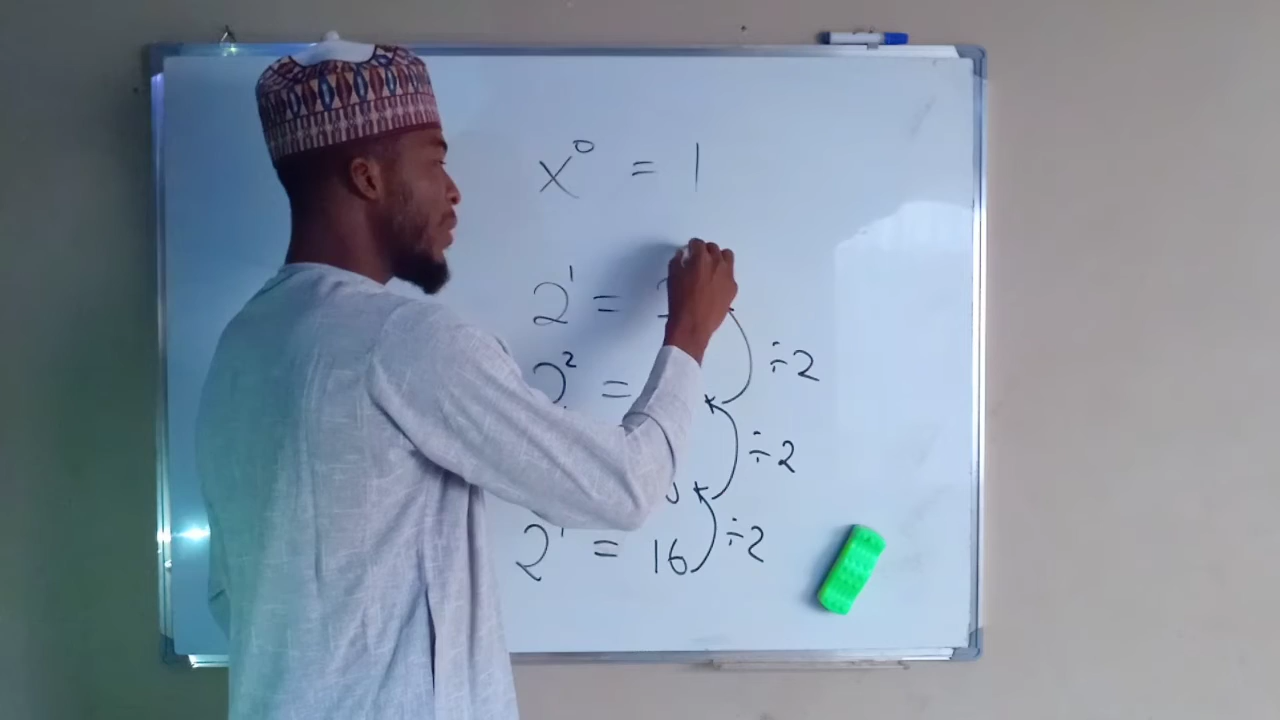 x⁰ = 1
2¹ =
÷2
2² =
÷2
÷2
2 = 16